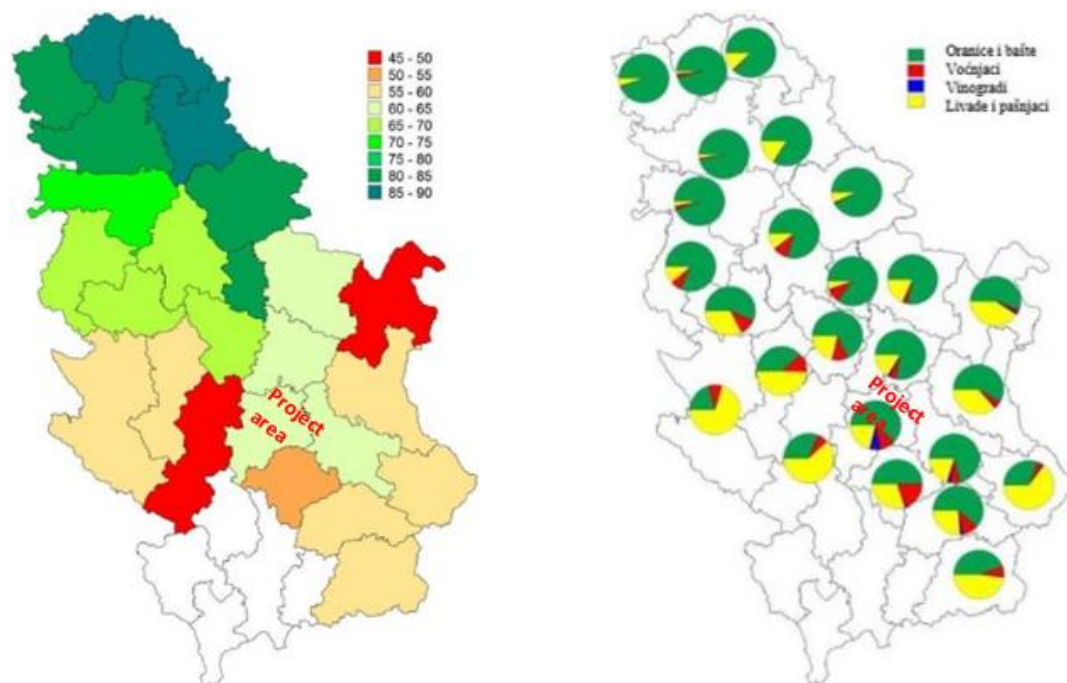 45 - 50
50 - 55
55 - 60
60 - 65
65 - 70
70 - 75
75 - 80
80 - 85
85 - 90
Project
area
Oranice i bašte
Voćnjaci
Vinogradi
Livade i pašnjaci
Project
area